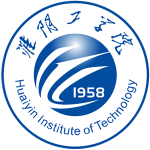 淮阴工学院
1958
Huaiyin Institute of Technology